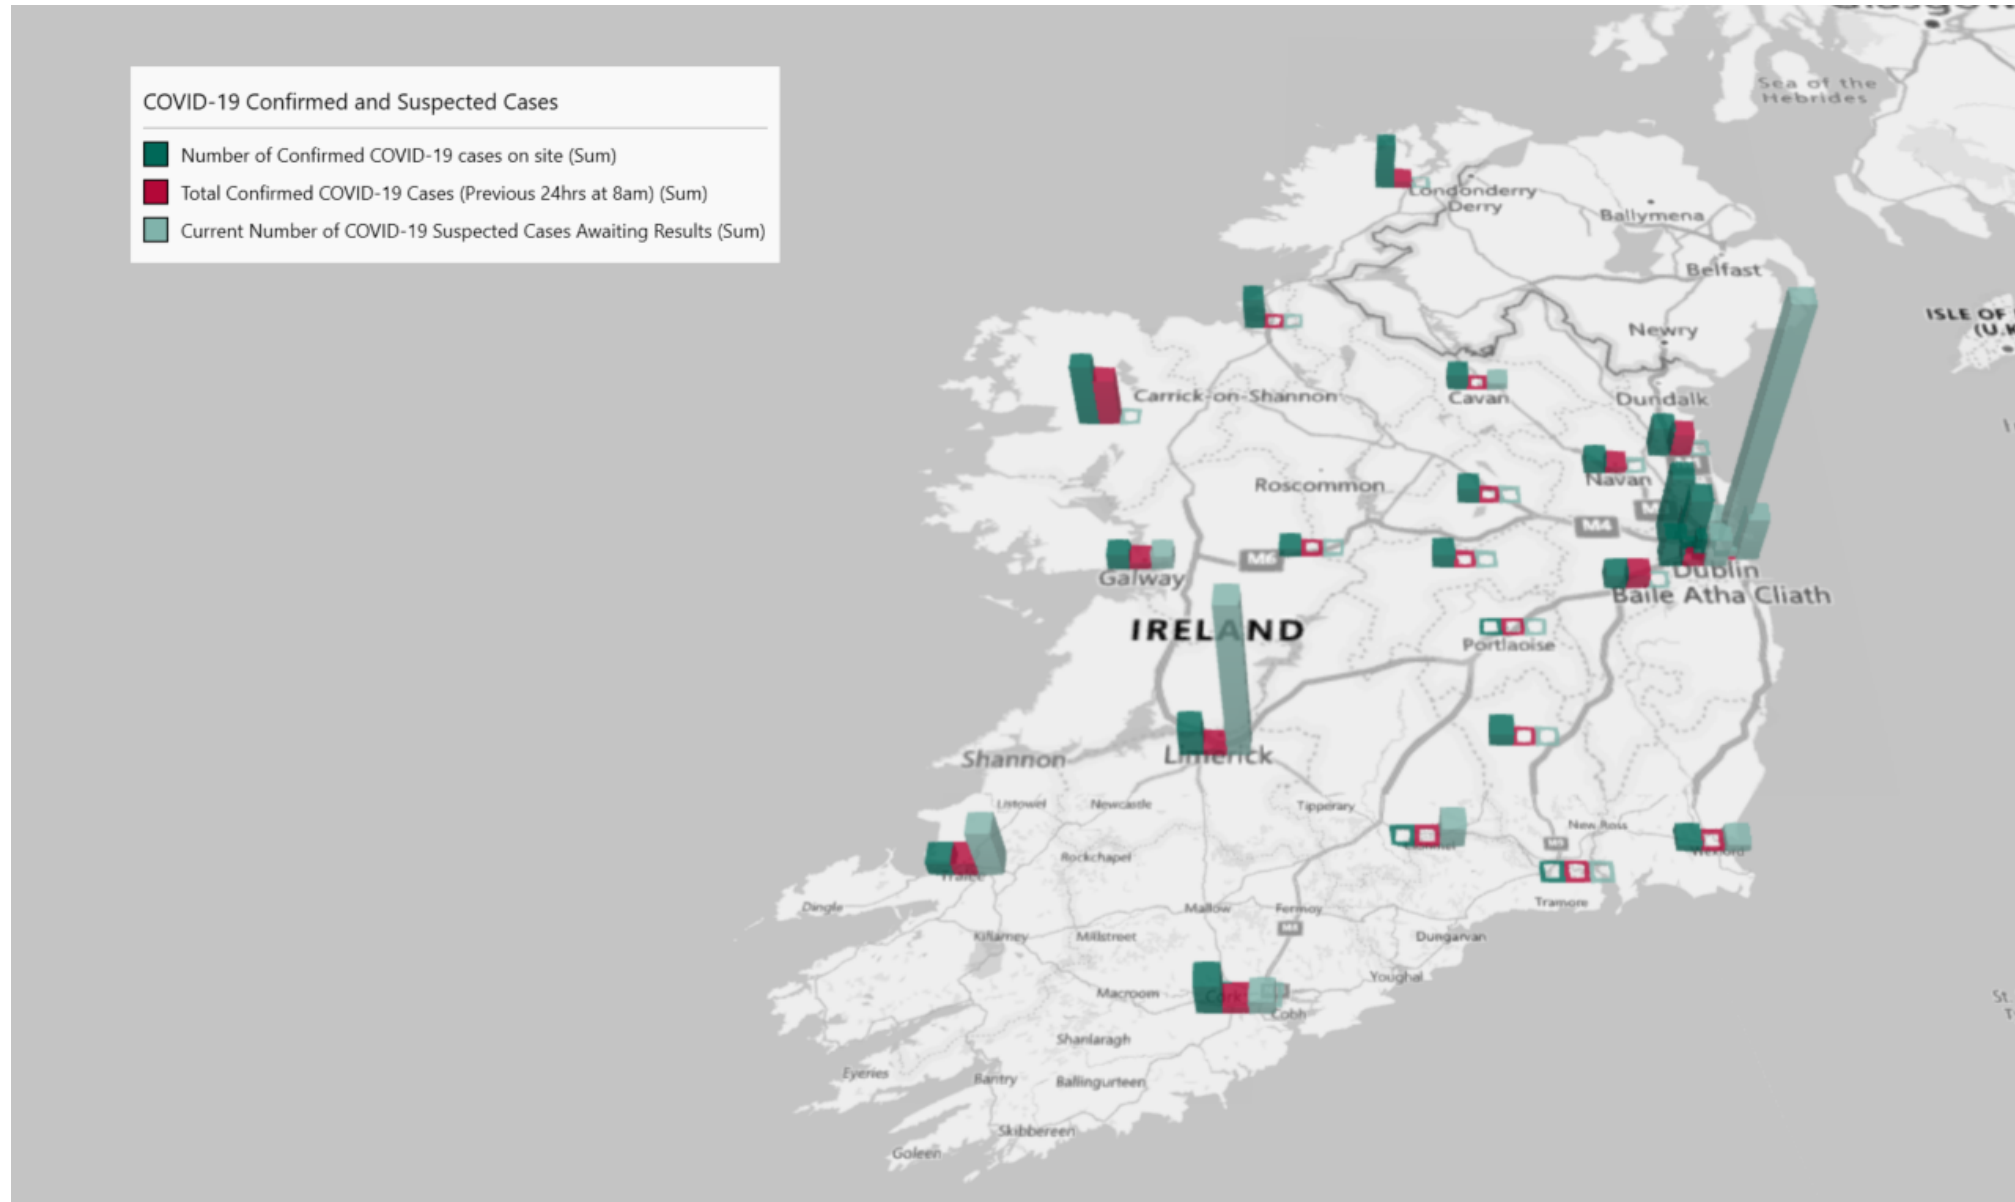 Sea of the
Hebrides
COVID-19 Confirmed and Suspected Cases
Number of Confirmed COVID-19 cases on site (Sum)
Total Confirmed COVID-19 Cases (Previous 24hrs at 8am) (Sum)
Current Number of COVID-19 Suspected Cases Awaiting Results (Sum)
Londonderry
Derry
Ballymena
Belfast
ISLE OF
(U.K
Newry
Carrick-on-Shannon
Cavan
Dundalk
Roscommon
Navan
M4
M6
Galway
Dublin
Baile Atha Cliath
IRELAND
Portlaoise
Limerick
Shannon
Listowel
Newcastle
Tipperary
New Ross
Rockchapel
Tramore
Dingle
Mallow
Fermoy
Killarney
Millstreet
Dungarvan
Youghal
Macroom
Cork
Cobh
St.
Shanlaragh
Eyeries
Bantry
Ballingurteen
Skibbereen
Goleen